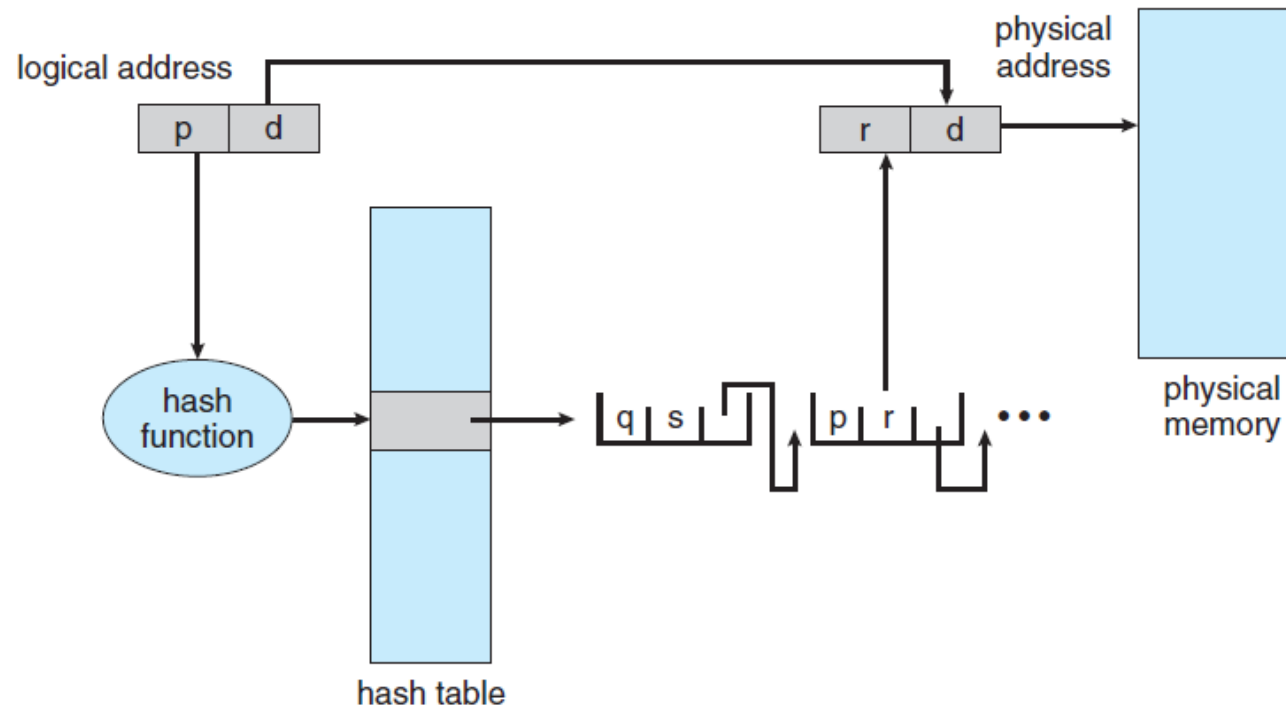 logical address
physical
address
p d
r d
hash
function
q s
p r
•••
physical
memory
hash table